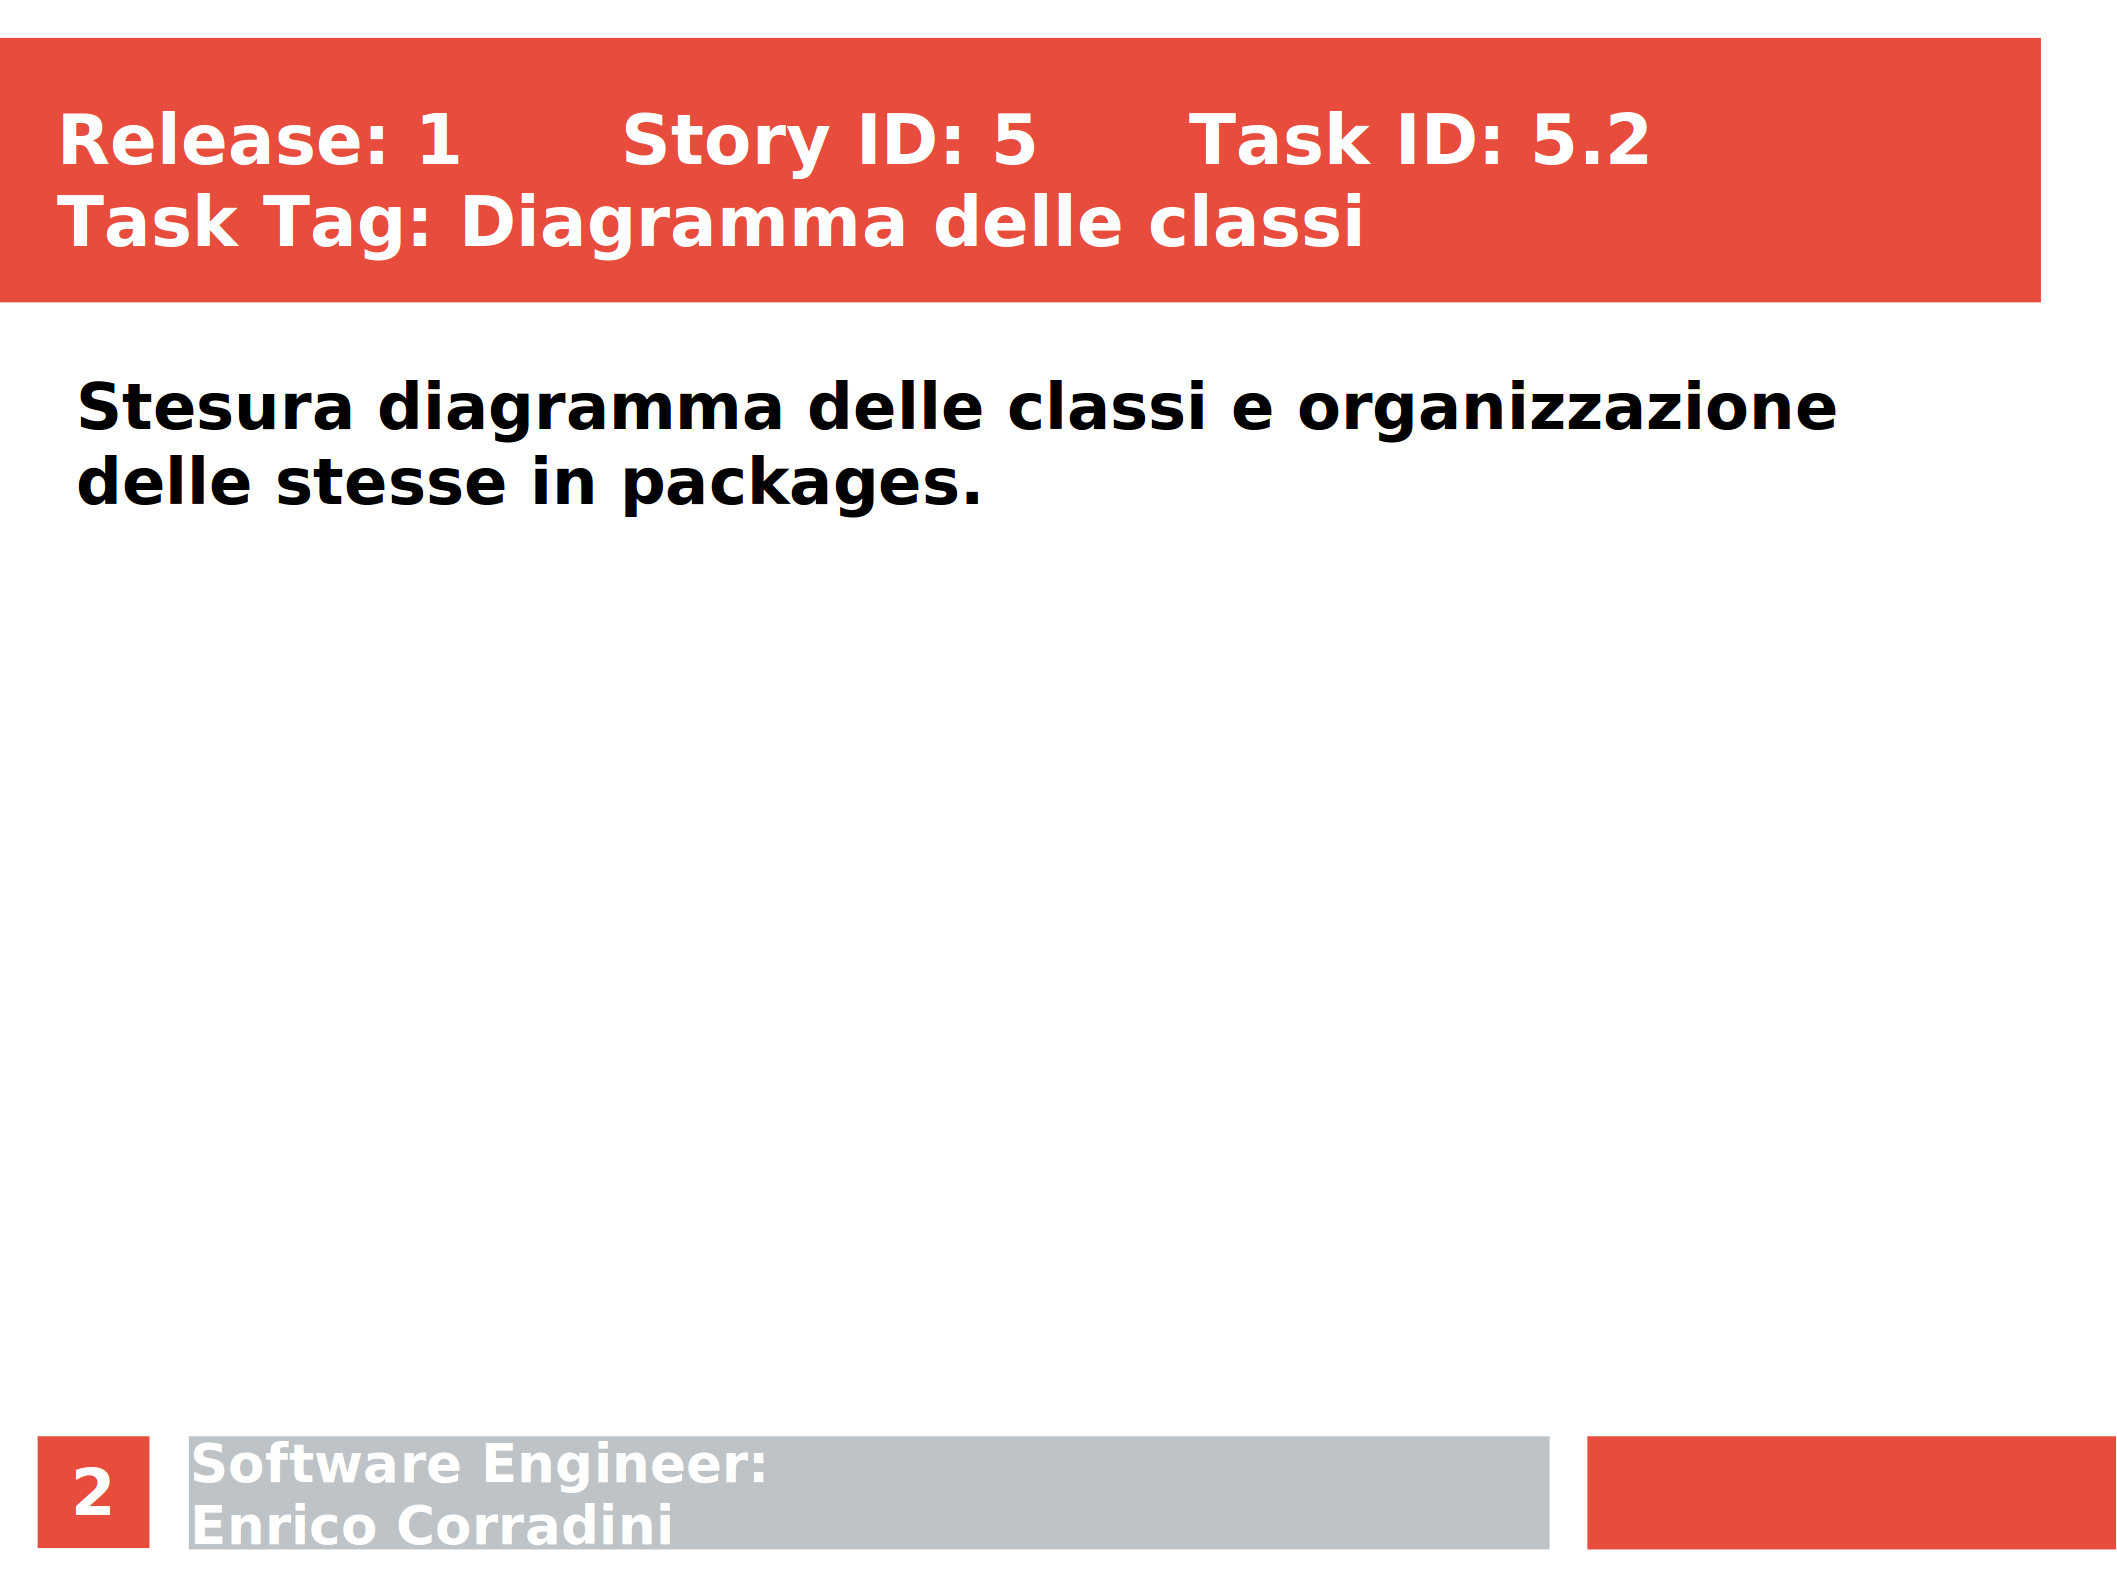 Release: 1 Story ID: 5 Task ID: 5.2
Task Tag: Diagramma delle classi
Stesura diagramma delle classi e organizzazione
delle stesse in packages.
2
Software Engineer:
Enrico Corradini